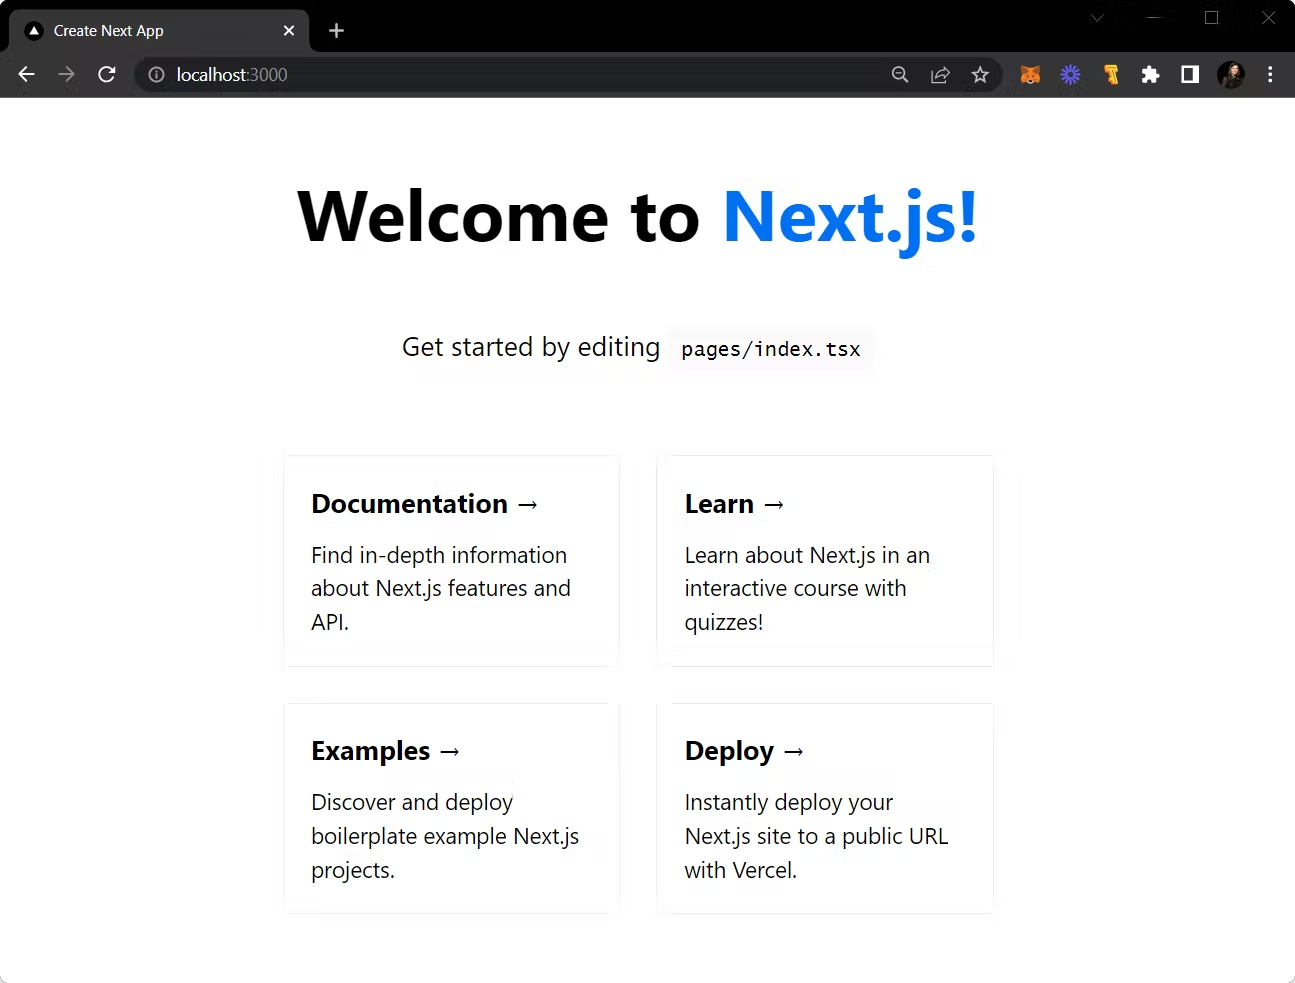 Create Next App
localhost:3000
Welcome to Next.js!
Get started by editing pages/index.tsx
Documentation →
Find in-depth information
about Next.js features and
API.
Learn →
Learn about Next.js in an
interactive course with
quizzes!
Examples →
Discover and deploy
boilerplate example Next.js
projects.
Deploy →
Instantly deploy your
Next.js site to a public URL
with Vercel.